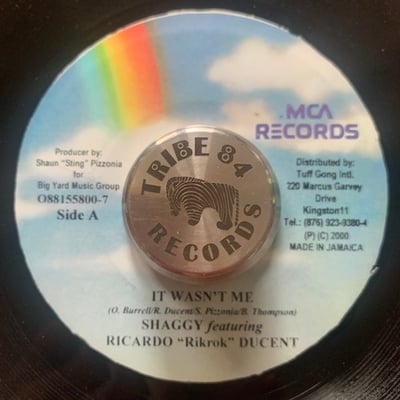 MCA
RECORDS
Producer by:
Shaun "Sting" Pizzonia
for
Big Yard Music Group
O88155800-7
Side A
TRIBE 84
RECORDS
Distributed by:
Tuff Gong Intl.
220 Marcus Garvey
Drive
Kingston11
Tel.: (876) 923-9380-4
(P) (C) 2000
MADE IN JAMAICA
IT WASN'T ME
(O. Burrell/R. Ducent/S. Pizzonia/B. Thompson)
SHAGGY featuring
RICARDO "Rikrok" DUCENT